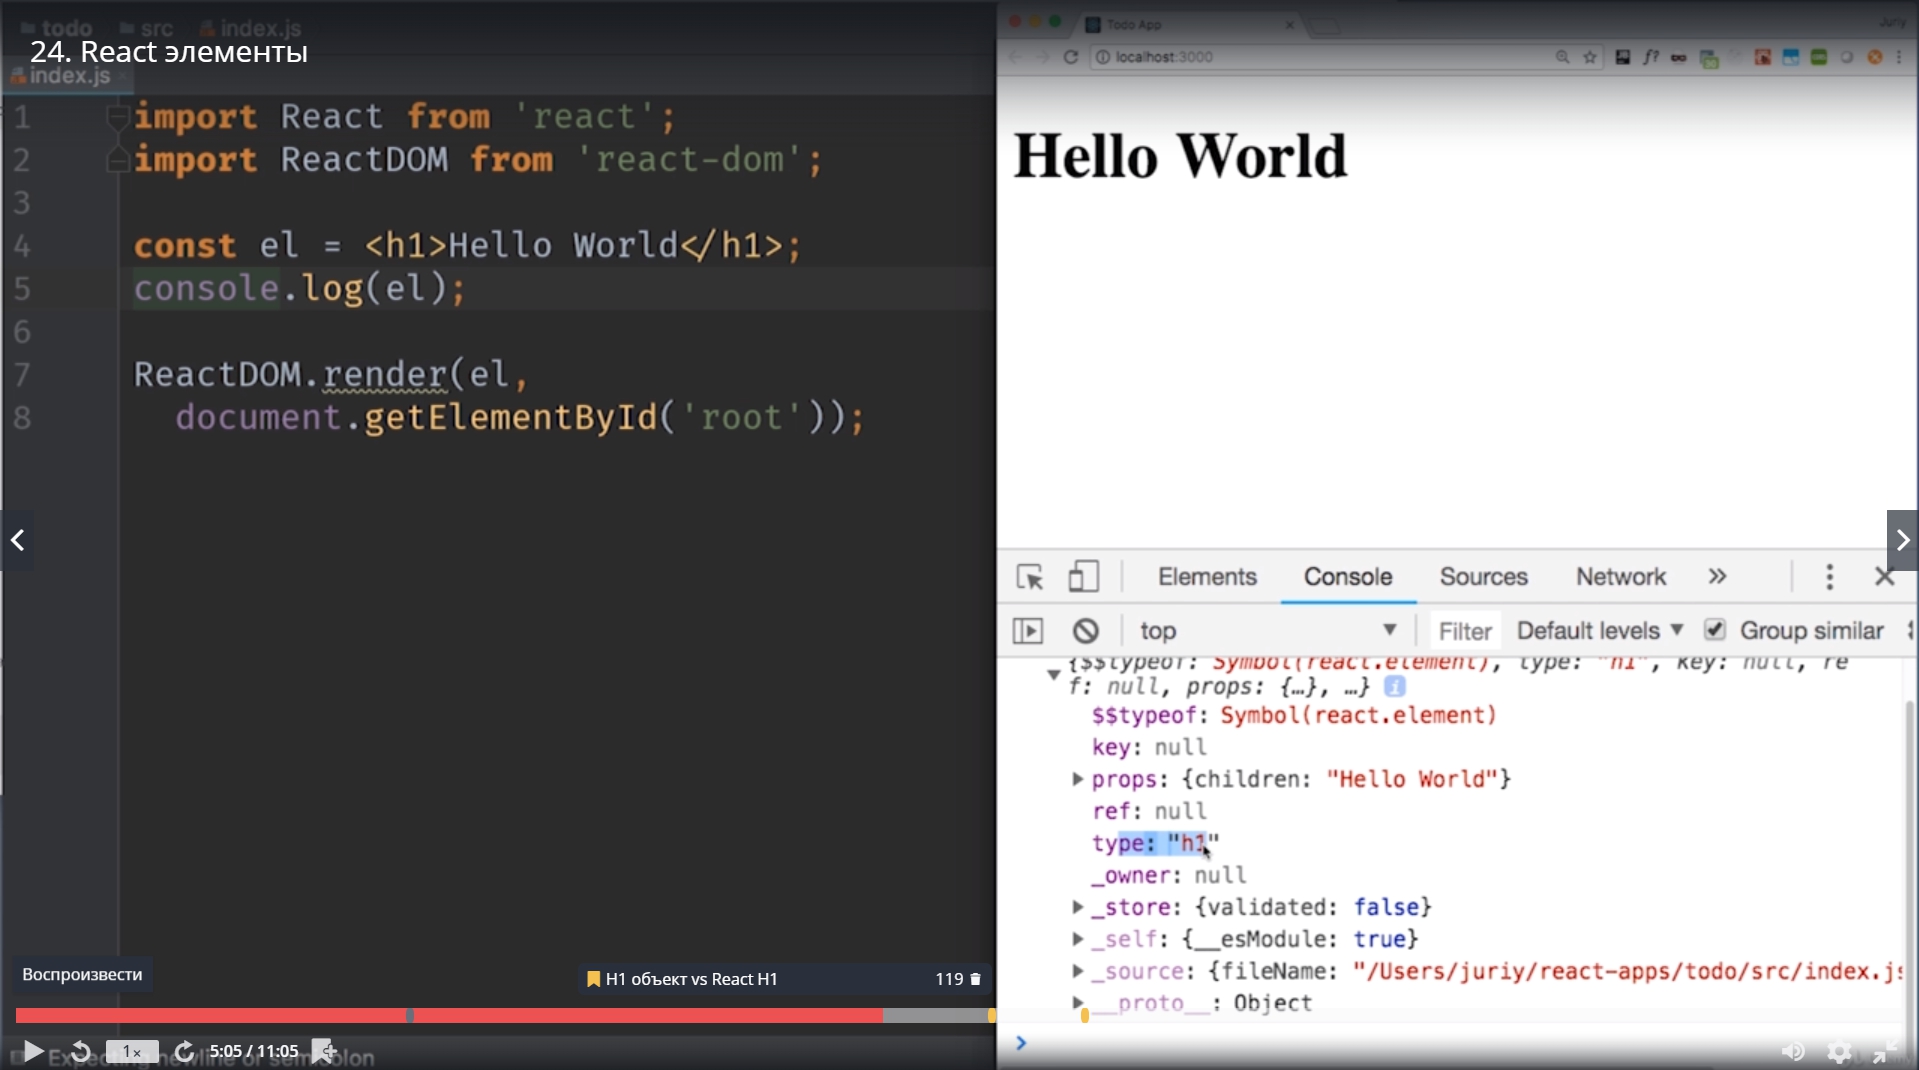 todo src index.js
24. React элементы
index.js
1 import React from 'react';
2 import ReactDOM from 'react-dom';
3
4 const el = <h1>Hello World</h1>;
5 console.log(el);
6
7 ReactDOM.render(el,
8 document.getElementById('root'));
Воспроизвести
H1 объект vs React H1 119
1× 5:05 / 11:05
Expecting newline or semicolon
Todo App
Juriy
localhost:3000
Hello World
Elements Console Sources Network »
top Filter Default levels Group similar
{$$typeof: Symbol(react.element), type: "h1", key: null, re
f: null, props: {…}, …}
$$typeof: Symbol(react.element)
key: null
props: {children: "Hello World"}
ref: null
type: "h1"
_owner: null
_store: {validated: false}
_self: {__esModule: true}
_source: {fileName: "/Users/juriy/react-apps/todo/src/index.js
__proto__: Object